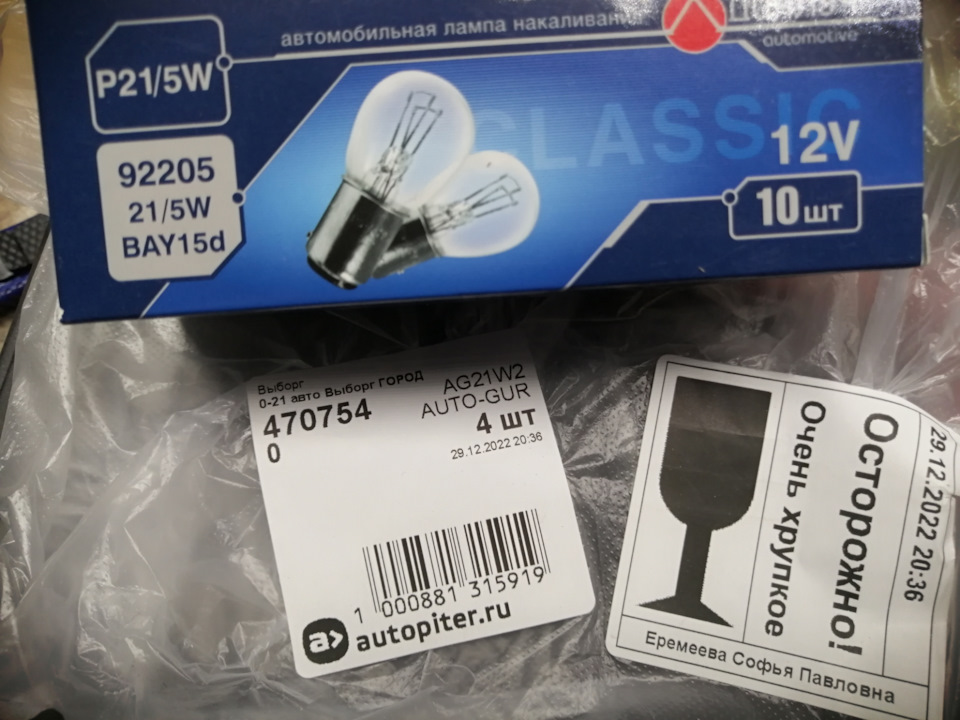 автомобильная лампа накаливания
automotive
P21/5W
92205
21/5W
BAY15d
CLASSIC
12V
10 шт
Выборг
0-21 авто Выборг ГОРОД
470754
0
AG21W2
AUTO-GUR
4 шт
29.12.2022 20:36
1 000881 315919
a>
autopiter.ru
29.12.2022 20:36
Осторожно!
Очень хрупкое
Еремеева Софья Павловна